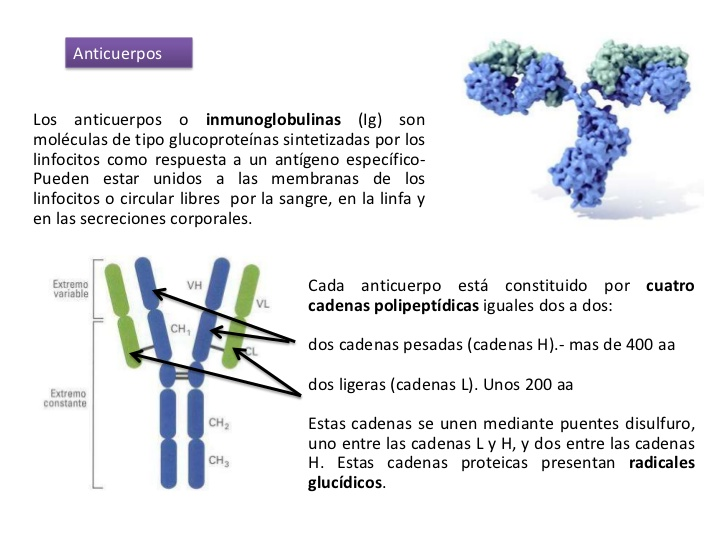 Anticuerpos
Los anticuerpos o inmunoglobulinas (Ig) son
moléculas de tipo glucoproteínas sintetizadas por los
linfocitos como respuesta a un antígeno específico-
Pueden estar unidos a las membranas de los
linfocitos o circular libres por la sangre, en la linfa y
en las secreciones corporales.
Extremo
variable
VH
VL
CH1
CL
Extremo
constante
CH2
CH3
Cada anticuerpo está constituido por cuatro
cadenas polipeptídicas iguales dos a dos:
dos cadenas pesadas (cadenas H).- mas de 400 aa
dos ligeras (cadenas L). Unos 200 aa
Estas cadenas se unen mediante puentes disulfuro,
uno entre las cadenas L y H, y dos entre las cadenas
H. Estas cadenas proteicas presentan radicales
glucídicos.